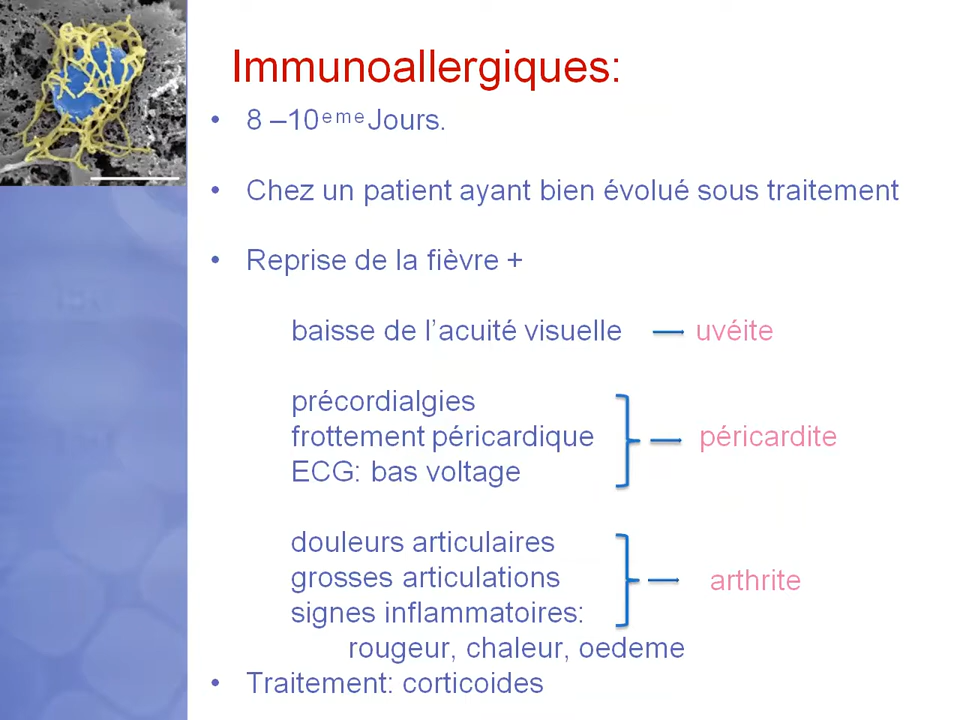 Immunoallergiques:
• 8 –10eme Jours.
• Chez un patient ayant bien évolué sous traitement
• Reprise de la fièvre +
baisse de l’acuité visuelle uvéite
précordialgies
frottement péricardique péricardite
ECG: bas voltage
douleurs articulaires
grosses articulations arthrite
signes inflammatoires:
rougeur, chaleur, oedeme
• Traitement: corticoides